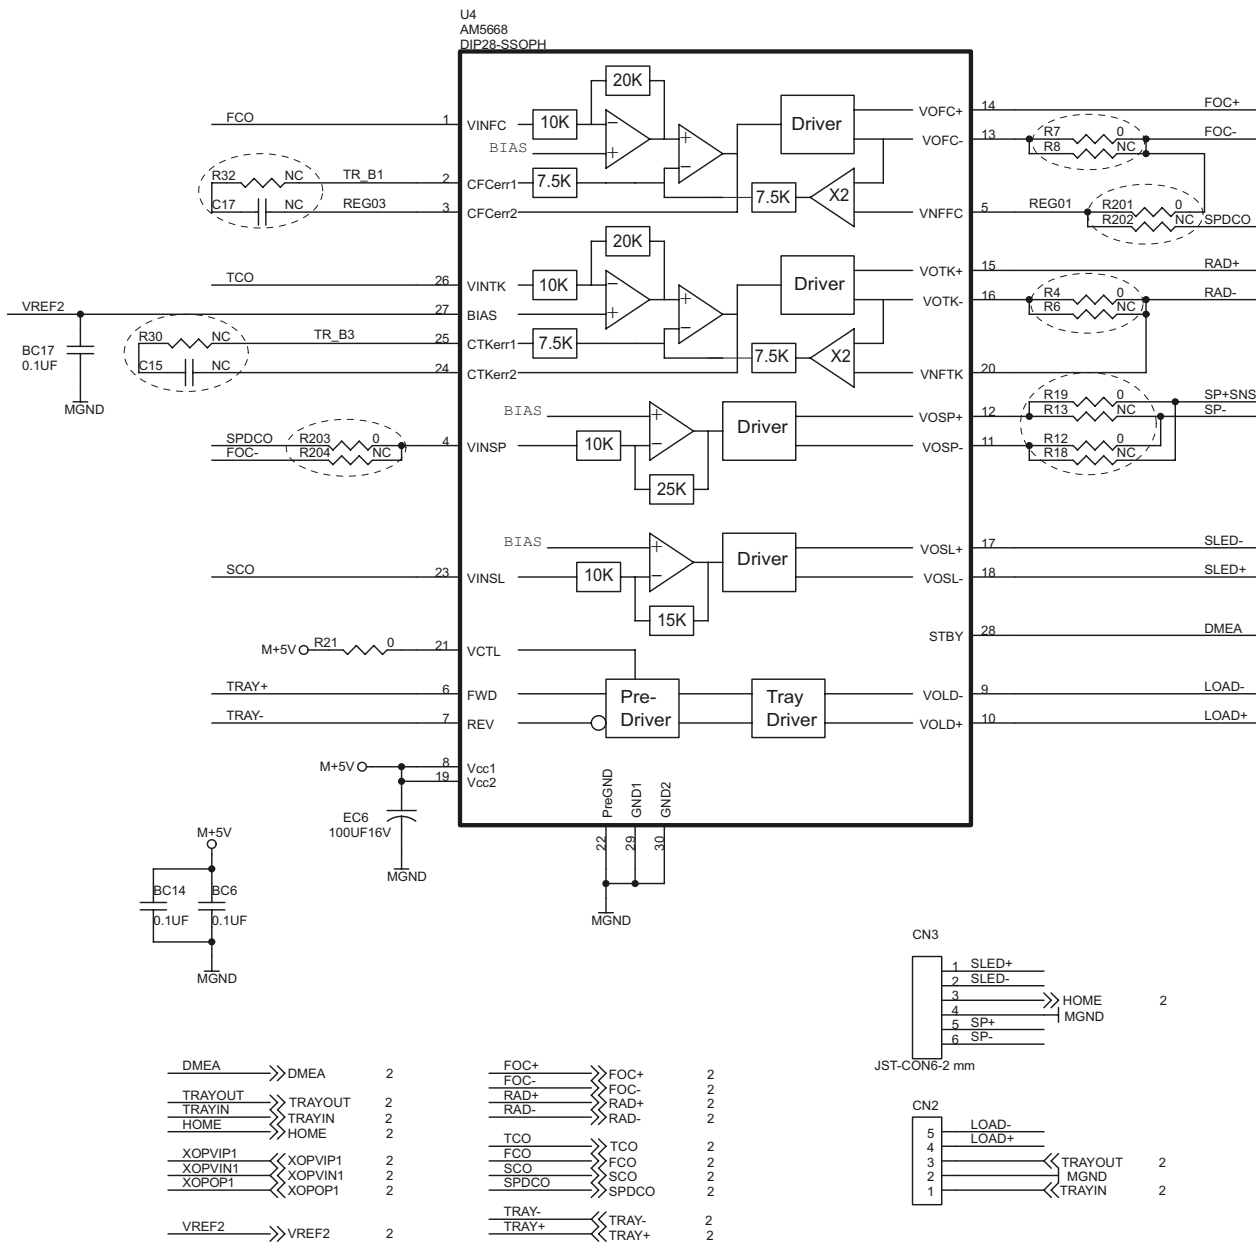 U4
AM5668
DIP28-SSOPH
FCO
1
VINFC
10K
20K
BIAS
Driver
VOFC+
14
FOC+
VOFC-
13
R7
0
FOC-
R8
NC
R32
NC
TR_B1
2
CFCerr1
7.5K
7.5K
X2
C17
NC
REG03
3
CFCerr2
VNFFC
5
REG01
R201
0
R202
NC
SPDCO
20K
TCO
26
VINTK
10K
Driver
VOTK+
15
RAD+
VREF2
27
BIAS
VOTK-
16
R4
0
RAD-
R6
NC
BC17
0.1UF
MGND
R30
NC
TR_B3
25
CTKerr1
7.5K
7.5K
X2
C15
NC
24
CTKerr2
VNFTK
20
BIAS
Driver
VOSP+
12
R19
0
SP+SNS
R13
NC
SP-
SPDCO
R203
0
4
VINSP
10K
VOSP-
11
R12
0
FOC-
R204
NC
R18
NC
25K
BIAS
Driver
VOSL+
17
SLED-
SCO
23
VINSL
10K
VOSL-
18
SLED+
15K
STBY
28
DMEA
M+5V
R21
0
21
VCTL
TRAY+
6
FWD
Pre-
Driver
Tray
Driver
VOLD-
9
LOAD-
TRAY-
7
REV
VOLD+
10
LOAD+
M+5V
8
Vcc1
19
Vcc2
PreGND
GND1
GND2
EC6
100UF16V
MGND
22
29
30
MGND
M+5V
BC14
BC6
0.1UF
0.1UF
MGND
CN3
1 SLED+
2 SLED-
3 HOME 2
4 MGND
5 SP+
6 SP-
JST-CON6-2 mm
DMEA DMEA 2
TRAYOUT TRAYOUT 2
TRAYIN TRAYIN 2
HOME HOME 2
XOPVIP1 XOPVIP1 2
XOPVIN1 XOPVIN1 2
XOPOP1 XOPOP1 2
VREF2 VREF2 2
FOC+ FOC+ 2
FOC- FOC- 2
RAD+ RAD+ 2
RAD- RAD- 2
TCO TCO 2
FCO FCO 2
SCO SCO 2
SPDCO SPDCO 2
TRAY- TRAY- 2
TRAY+ TRAY+ 2
CN2
5 LOAD-
4 LOAD+
3 TRAYOUT 2
2 MGND
1 TRAYIN 2